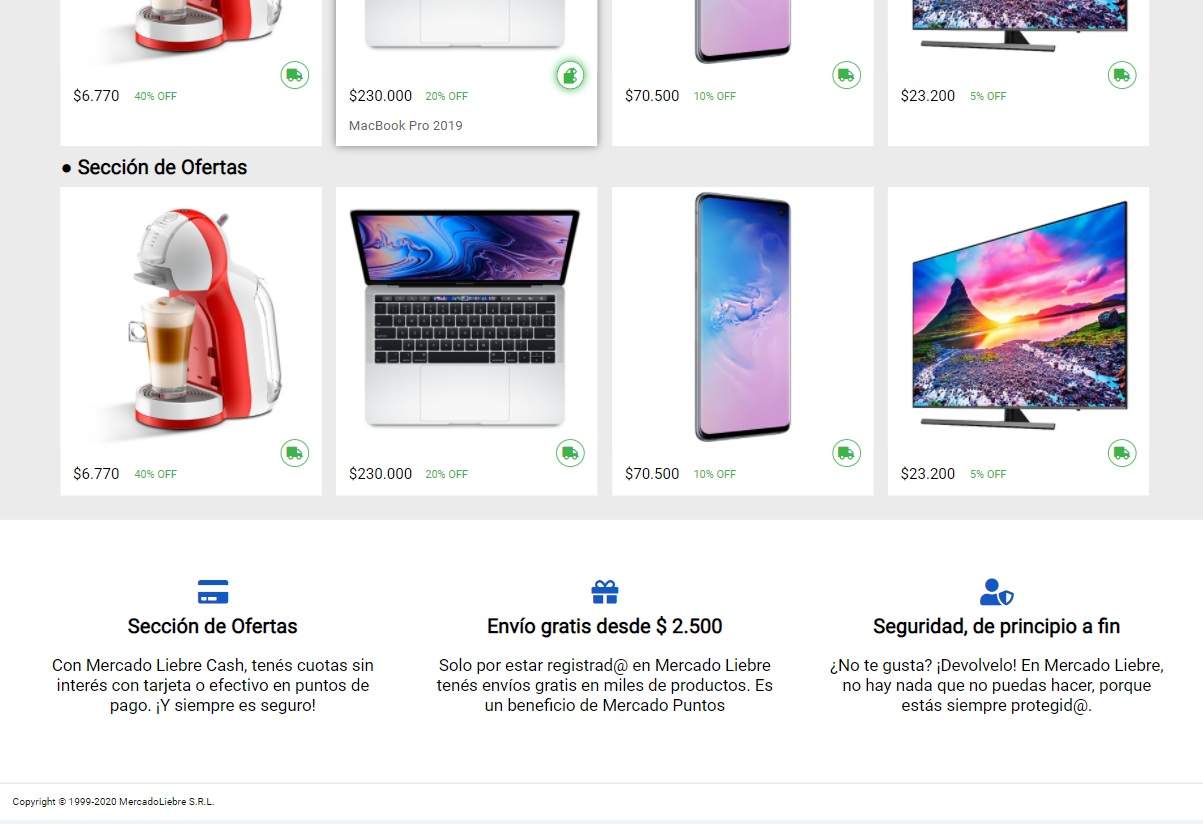 $6.770 40% OFF
$230.000 20% OFF
$70.500 10% OFF
$23.200 5% OFF
MacBook Pro 2019
● Sección de Ofertas
$6.770 40% OFF
$230.000 20% OFF
$70.500 10% OFF
$23.200 5% OFF
Sección de Ofertas
Con Mercado Liebre Cash, tenés cuotas sin
interés con tarjeta o efectivo en puntos de
pago. ¡Y siempre es seguro!
Envío gratis desde $ 2.500
Solo por estar registrad@ en Mercado Liebre
tenés envíos gratis en miles de productos. Es
un beneficio de Mercado Puntos
Seguridad, de principio a fin
¿No te gusta? ¡Devolvelo! En Mercado Liebre,
no hay nada que no puedas hacer, porque
estás siempre protegid@.
Copyright © 1999-2020 MercadoLiebre S.R.L.